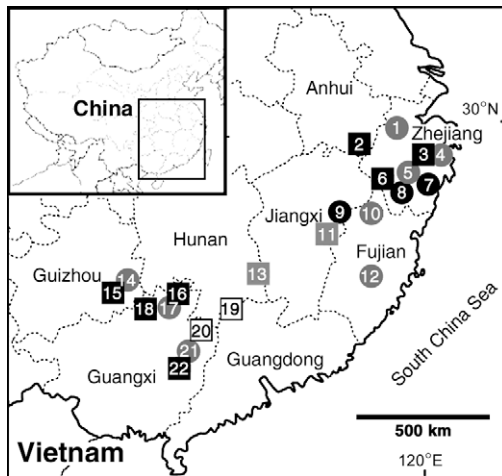 China
Anhui
30°N
1
Zhejiang
2
3
4
5
6
7
8
9
10
Jiangxi
11
Hunan
Fujian
13
12
Guizhou
14
15
16
18
17
19
20
21
22
Guangxi
Guangdong
South China Sea
500 km
Vietnam
120°E